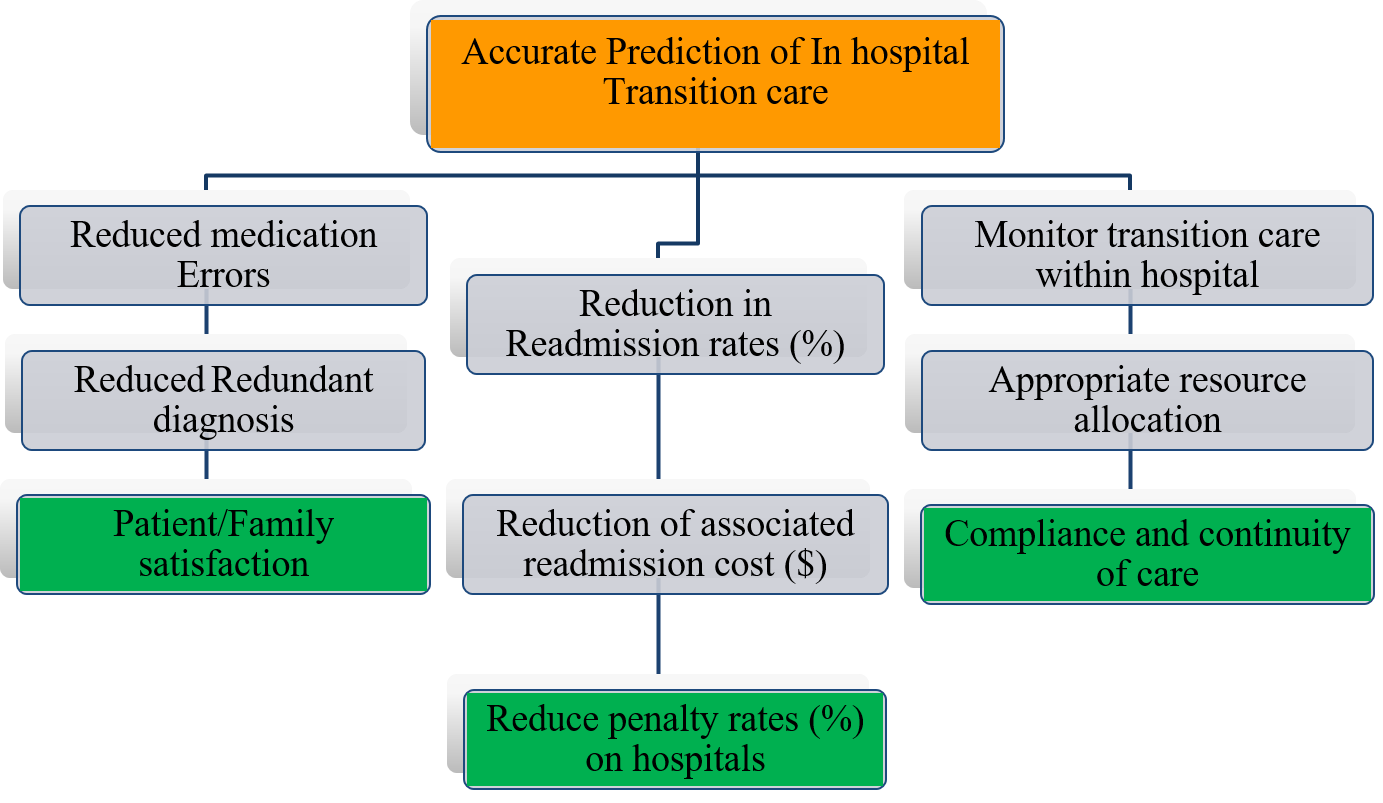 Accurate Prediction of In hospital
Transition care
Reduced medication
Errors
Reduced Redundant
diagnosis
Patient/Family
satisfaction
Reduction in
Readmission rates (%)
Reduction of associated
readmission cost ($)
Reduce penalty rates (%)
on hospitals
Monitor transition care
within hospital
Appropriate resource
allocation
Compliance and continuity
of care